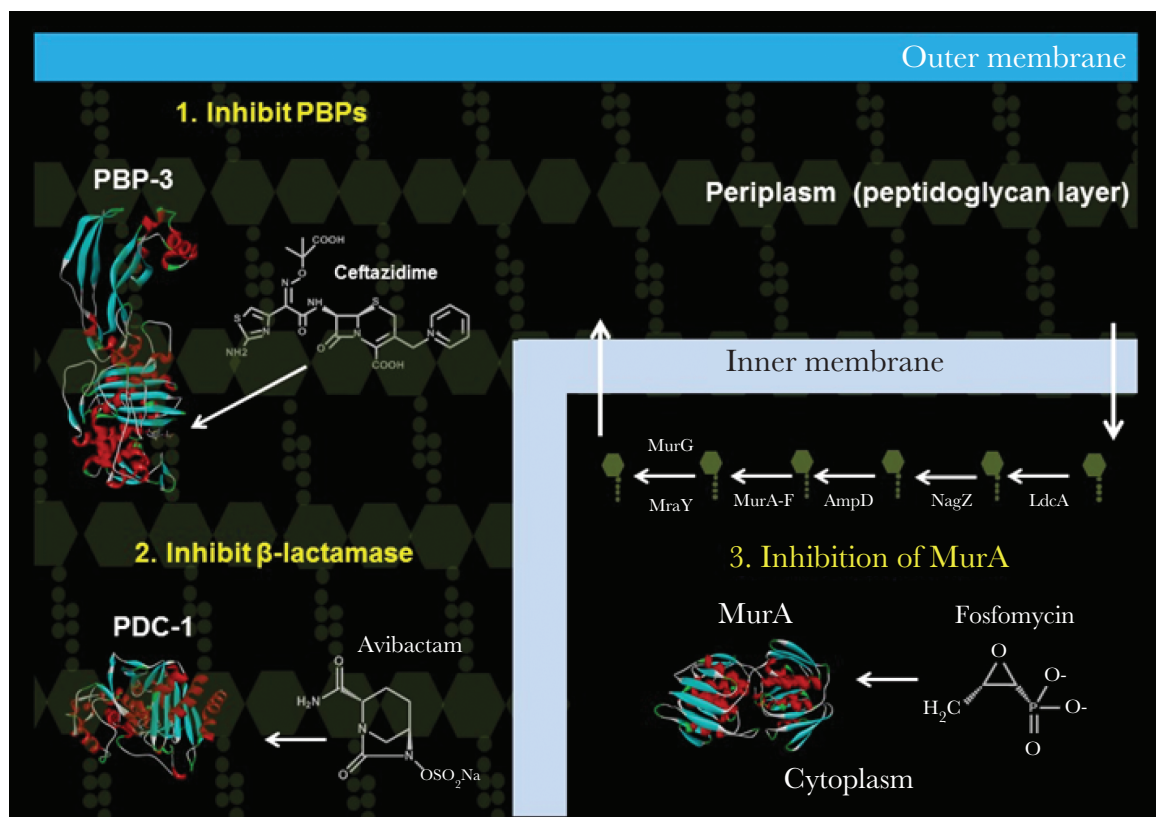 Outer membrane
1. Inhibit PBPs
PBP-3
Periplasm (peptidoglycan layer)
COOH
Ceftazidime
N
O
S
N
NH
S
O
N
N
NH2
O
COOH
Inner membrane
MurG
MraY
MurA-F
AmpD
NagZ
LdcA
2. Inhibit β-lactamase
3. Inhibition of MurA
PDC-1
Avibactam
O
H₂N
N
O
N
OSO₂Na
MurA
Fosfomycin
O
O-
H₂C
P
O-
O
Cytoplasm